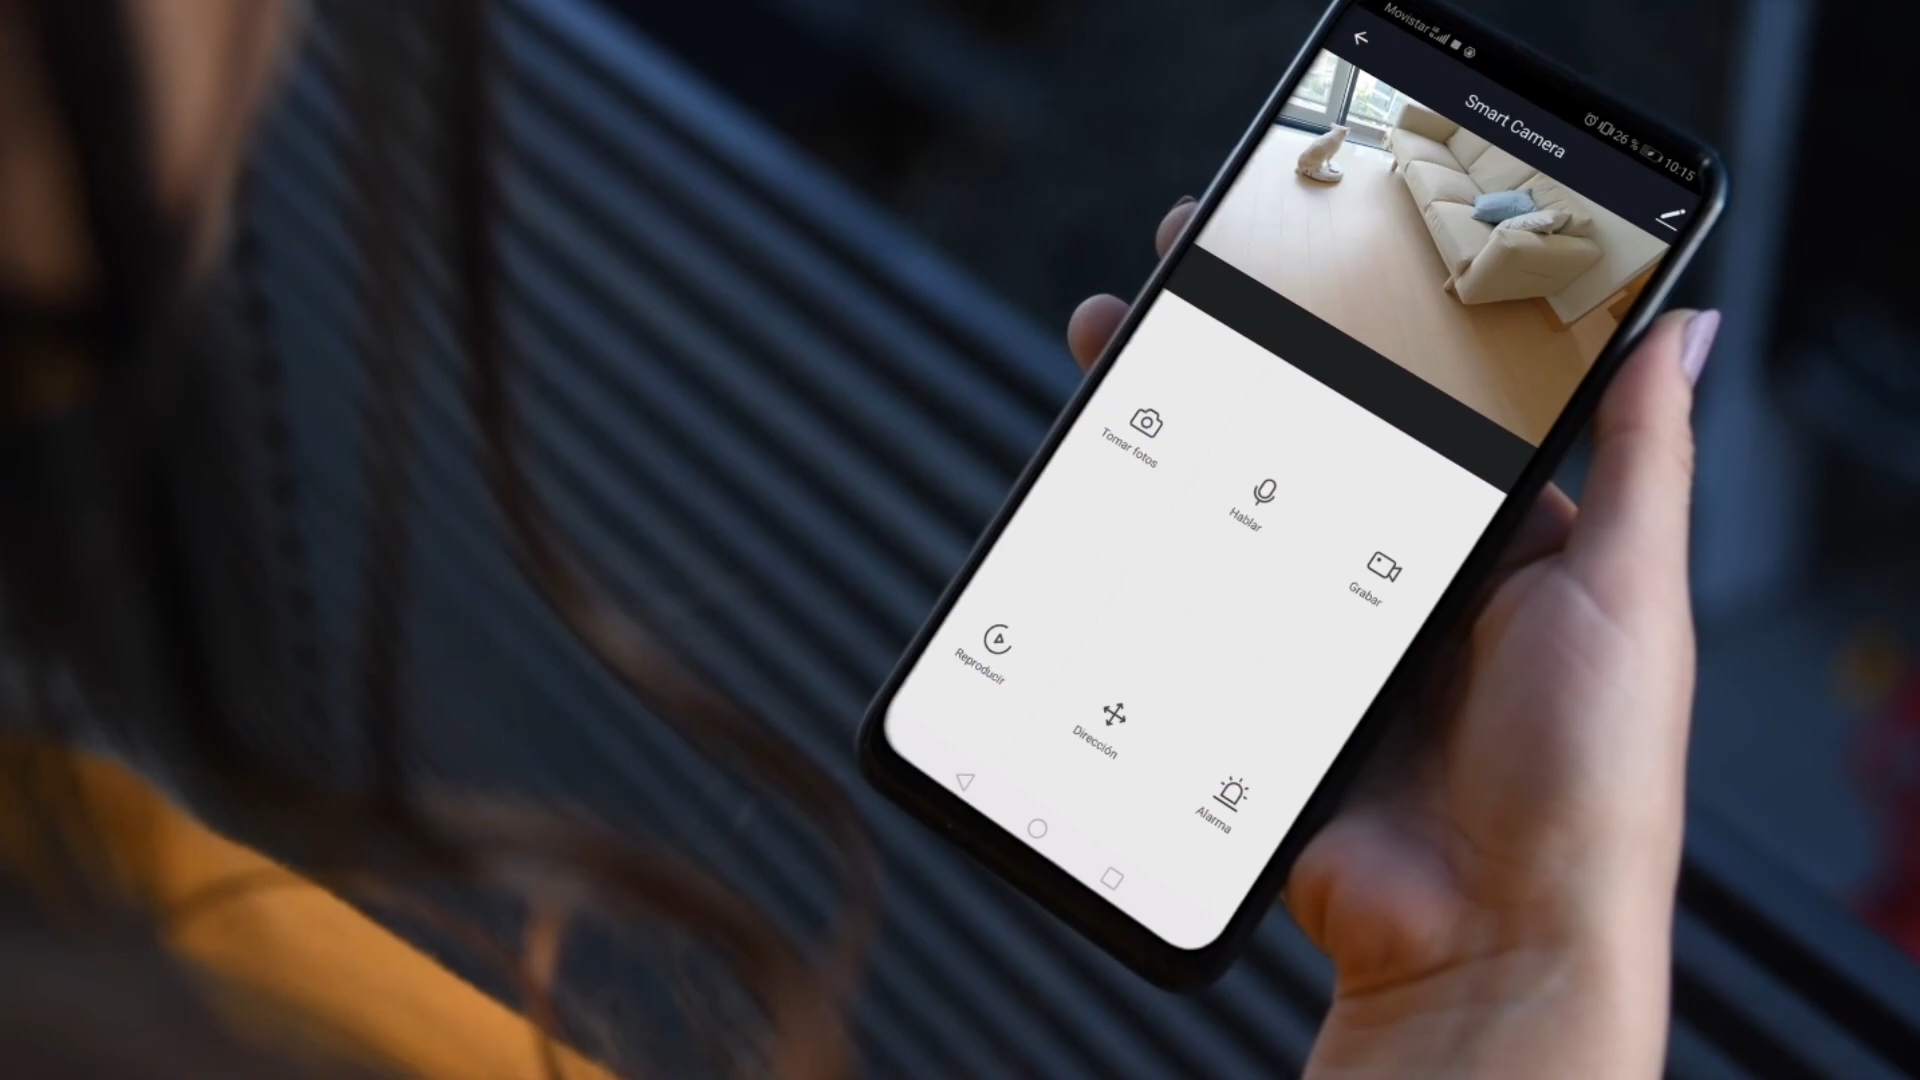 Movistar
26 % 10:15
Smart Camera
Tomar fotos
Hablar
Grabar
Reproducir
Dirección
Alarma